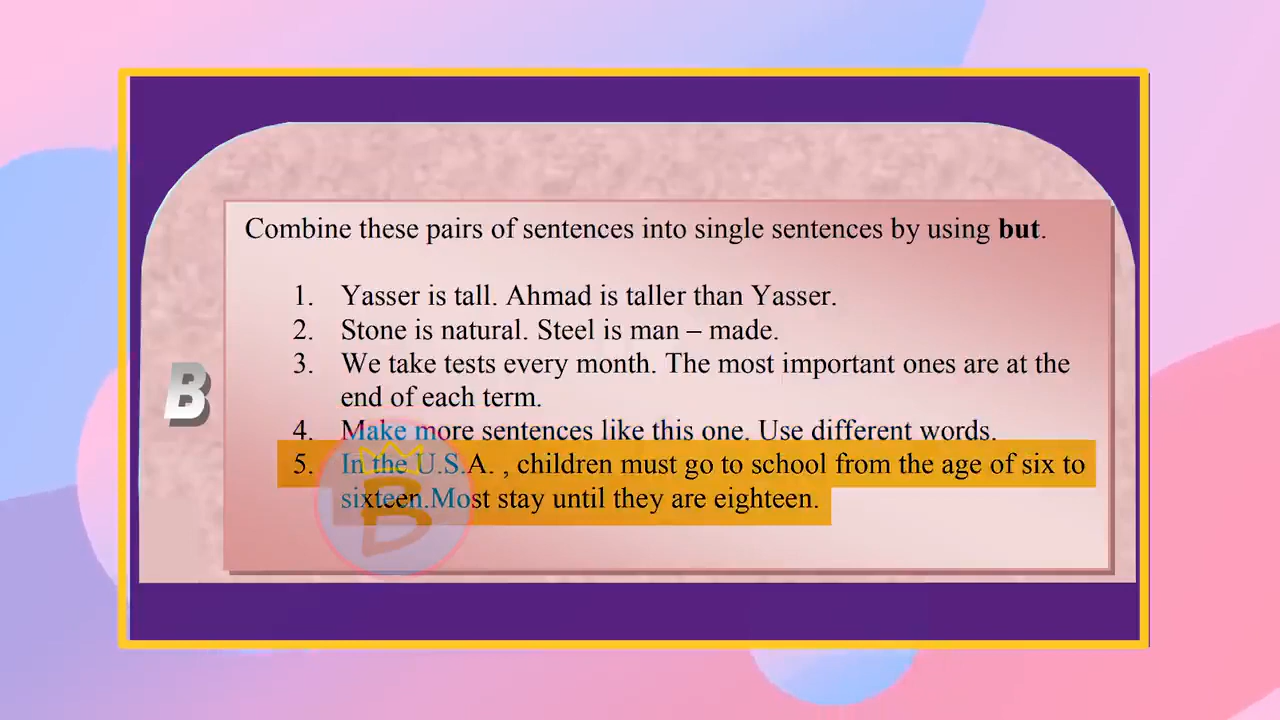 Combine these pairs of sentences into single sentences by using but.
1. Yasser is tall. Ahmad is taller than Yasser.
2. Stone is natural. Steel is man – made.
3. We take tests every month. The most important ones are at the
end of each term.
B
4. Make more sentences like this one. Use different words.
5. In the U.S.A. , children must go to school from the age of six to
sixteen.Most stay until they are eighteen.
B